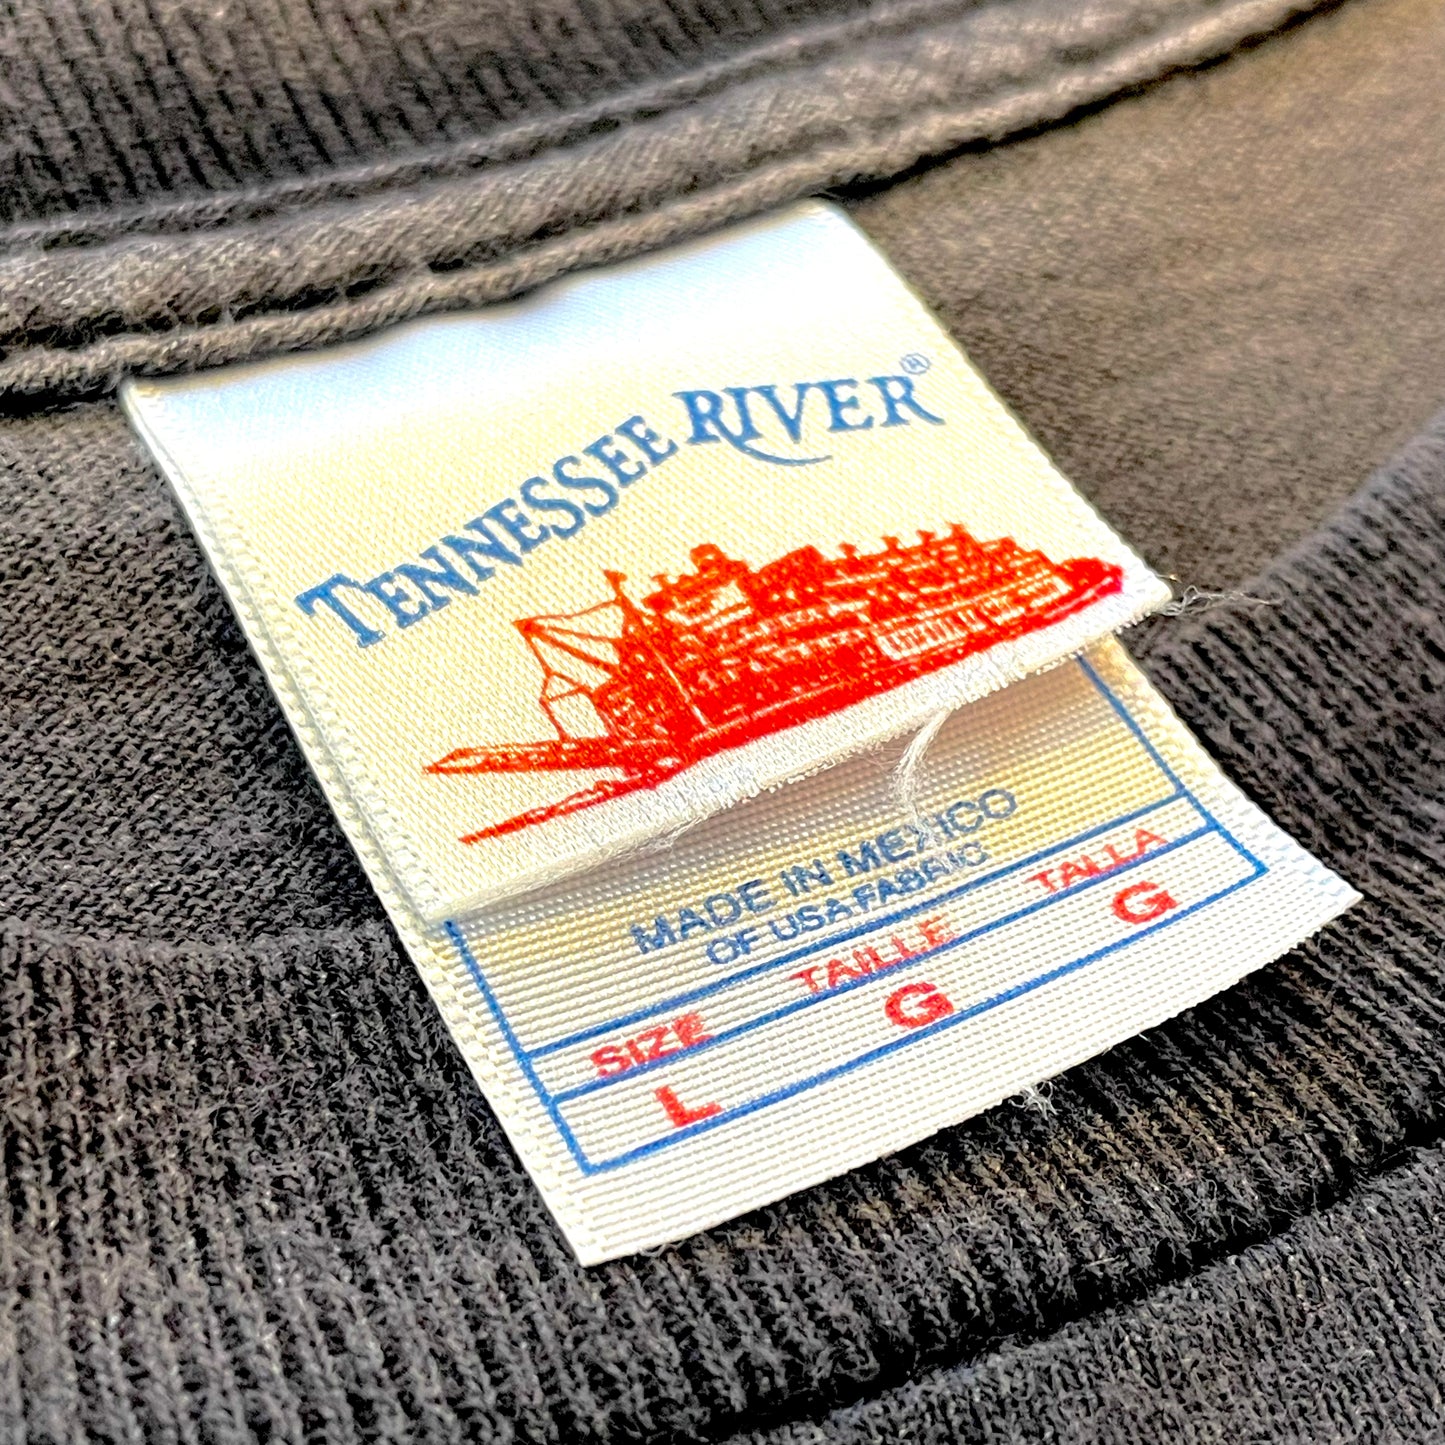 TENNESSEE RIVER®
MADE IN MEXICO
OF USA FABRIC
SIZE TAILLE TALLA
L G G